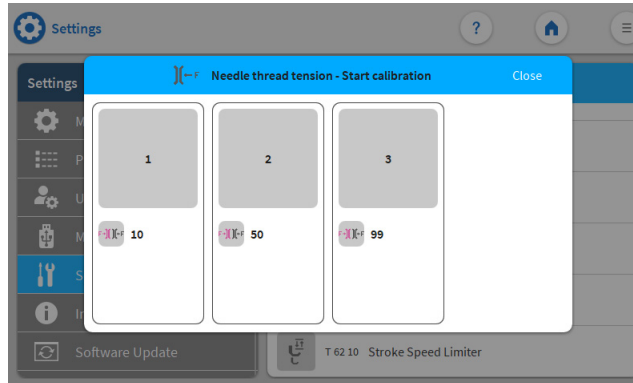 Settings
?
Settings
Needle thread tension - Start calibration
Close
M
P
U
M
S
In
1
2
3
10
50
99
Software Update
T 62 10 Stroke Speed Limiter